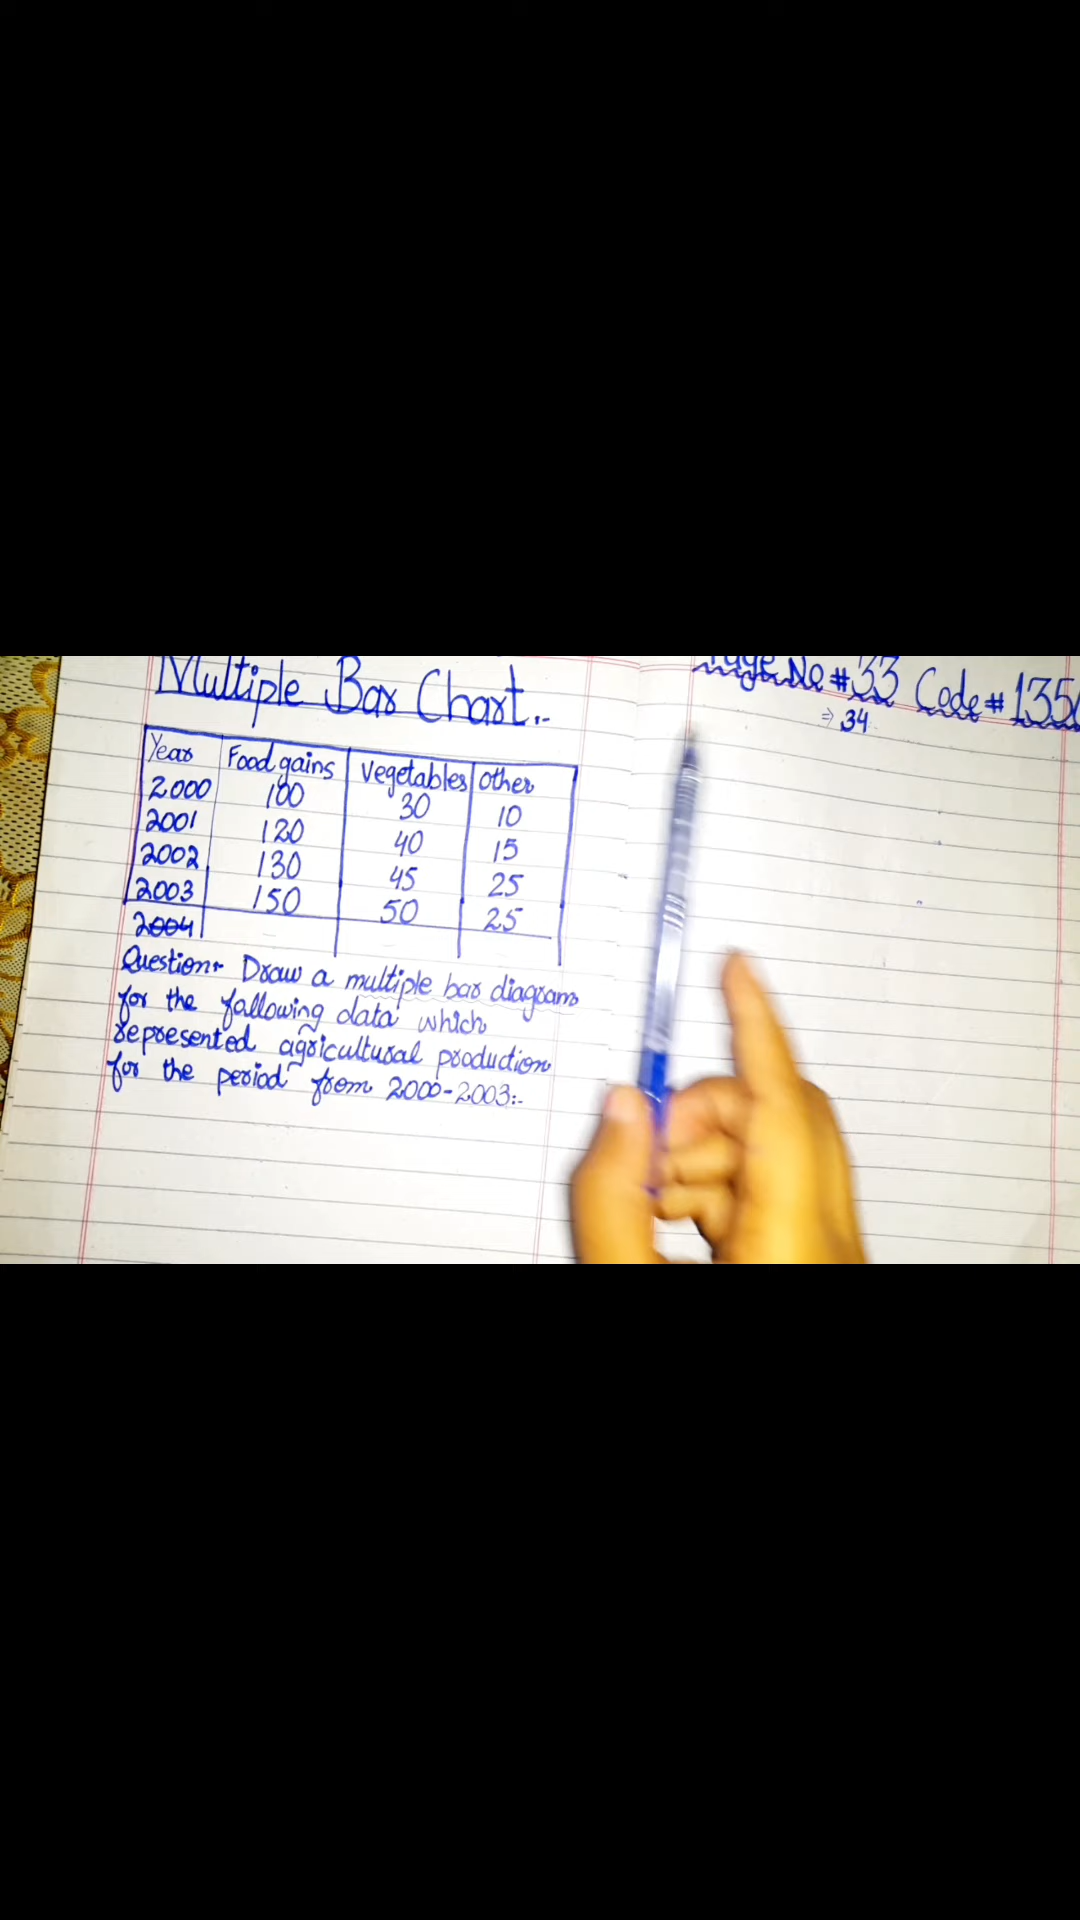 Multiple Bar Chart.-
Page No # 33 Code # 135
⇒ 34
Year Food gains Vegetables Other
2000 100 30 10
2001 120 40 15
2002 130 45 25
2003 150 50 25
2004
Question:- Draw a multiple bar diagram
for the fallowing data which
represented agricultural production
for the period from 2000-2003:-